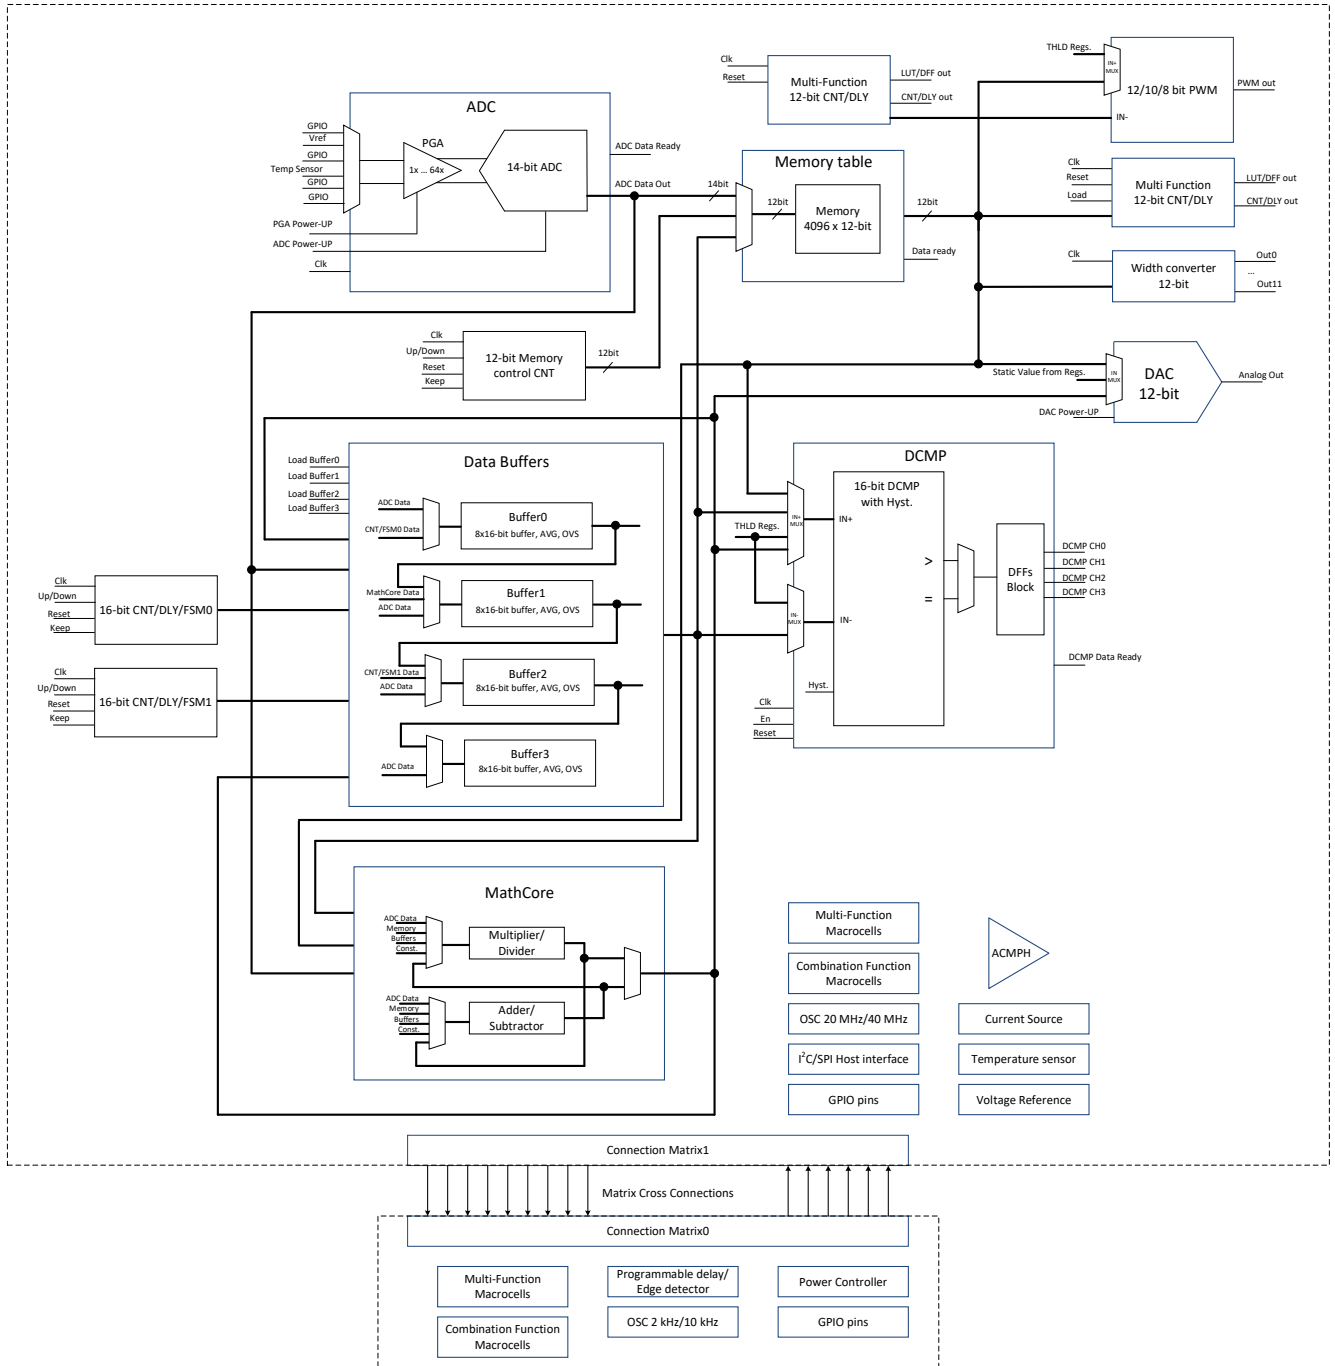 ADC
GPIO
Vref
GPIO
Temp Sensor
GPIO
GPIO
PGA
1x ... 64x
14-bit ADC
PGA Power-UP
ADC Power-UP
Clk
ADC Data Ready
ADC Data Out
14bit
Clk
Reset
Multi-Function
12-bit CNT/DLY
LUT/DFF out
CNT/DLY out
THLD Regs.
IN+
MUX
12/10/8 bit PWM
IN-
PWM out
Memory table
12bit
Memory
4096 x 12-bit
12bit
Data ready
Clk
Reset
Load
Multi Function
12-bit CNT/DLY
LUT/DFF out
CNT/DLY out
Clk
Width converter
12-bit
Out0
...
Out11
Clk
Up/Down
Reset
Keep
12-bit Memory
control CNT
12bit
Static Value from Regs.
IN
MUX
DAC
12-bit
DAC Power-UP
Analog Out
Load Buffer0
Load Buffer1
Load Buffer2
Load Buffer3
Data Buffers
ADC Data
CNT/FSM0 Data
Buffer0
8x16-bit buffer, AVG, OVS
MathCore Data
ADC Data
Buffer1
8x16-bit buffer, AVG, OVS
CNT/FSM1 Data
ADC Data
Buffer2
8x16-bit buffer, AVG, OVS
ADC Data
Buffer3
8x16-bit buffer, AVG, OVS
Clk
Up/Down
Reset
Keep
16-bit CNT/DLY/FSM0
Clk
Up/Down
Reset
Keep
16-bit CNT/DLY/FSM1
DCMP
16-bit DCMP
with Hyst.
THLD Regs.
IN+
MUX
IN+
IN-
MUX
IN-
>
=
DFFs
Block
DCMP CH0
DCMP CH1
DCMP CH2
DCMP CH3
DCMP Data Ready
Hyst.
Clk
En
Reset
MathCore
ADC Data
Memory
Buffers
Const.
Multiplier/
Divider
ADC Data
Memory
Buffers
Const.
Adder/
Subtractor
Multi-Function
Macrocells
Combination Function
Macrocells
OSC 20 MHz/40 MHz
I²C/SPI Host interface
GPIO pins
ACMPH
Current Source
Temperature sensor
Voltage Reference
Connection Matrix1
Matrix Cross Connections
Connection Matrix0
Multi-Function
Macrocells
Programmable delay/
Edge detector
Power Controller
Combination Function
Macrocells
OSC 2 kHz/10 kHz
GPIO pins